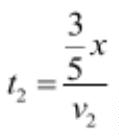 t₂ = (3/5 x)/v₂